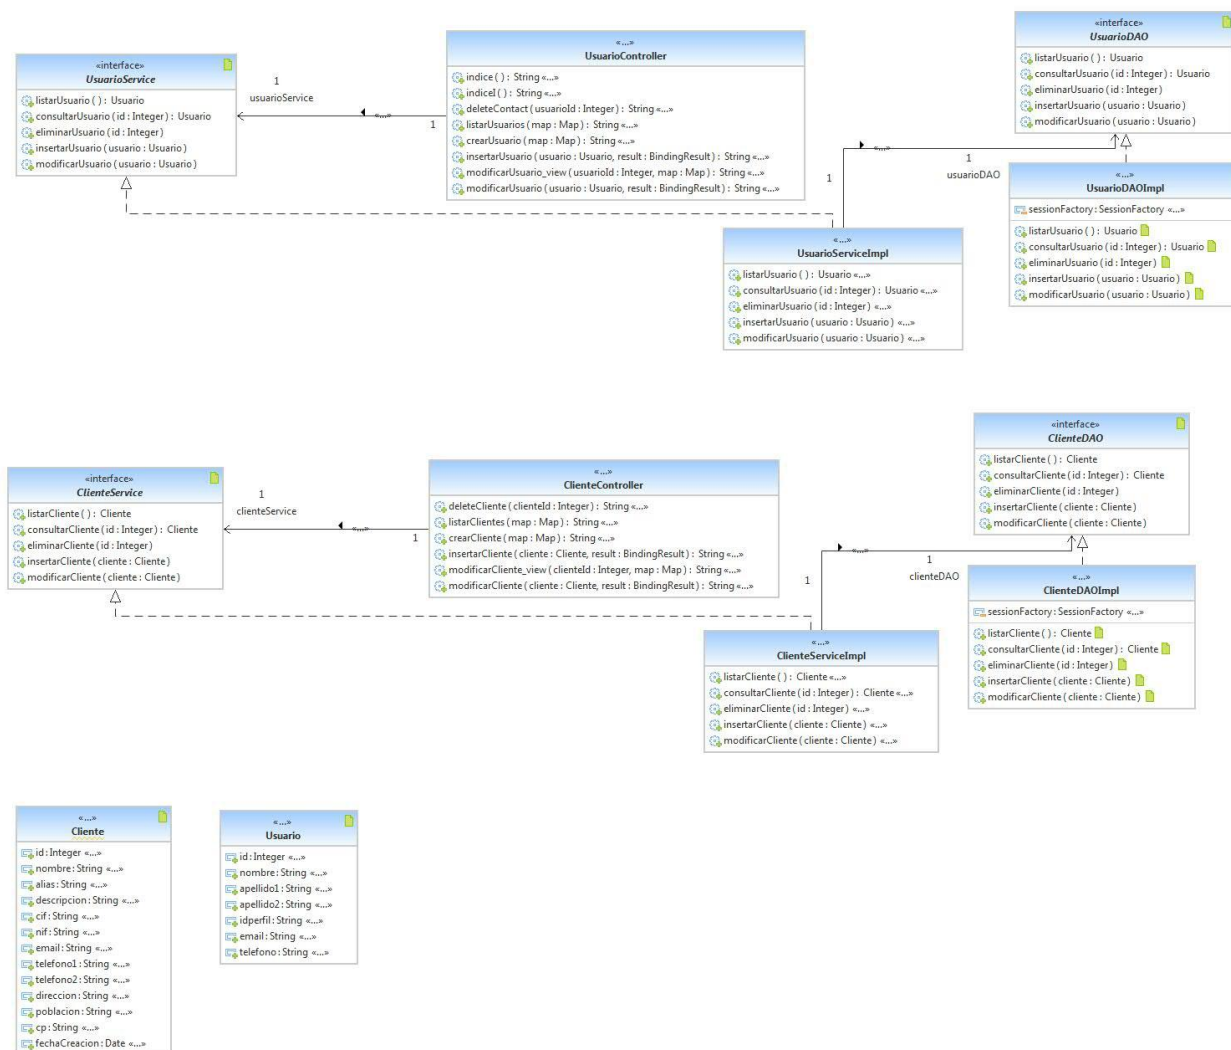 «interface»
UsuarioService
listarUsuario ( ) : Usuario
consultarUsuario (id : Integer) : Usuario
eliminarUsuario (id : Integer)
insertarUsuario (usuario : Usuario)
modificarUsuario (usuario : Usuario)
1
usuarioService
«...»
1
«...»
UsuarioController
indice ( ) : String «...»
indiceI ( ) : String «...»
deleteContact (usuarioId : Integer) : String «...»
listarUsuarios (map : Map) : String «...»
crearUsuario (map : Map) : String «...»
insertarUsuario (usuario : Usuario, result : BindingResult) : String «...»
modificarUsuario_view (usuarioId : Integer, map : Map) : String «...»
modificarUsuario (usuario : Usuario, result : BindingResult) : String «...»
«interface»
UsuarioDAO
listarUsuario ( ) : Usuario
consultarUsuario (id : Integer) : Usuario
eliminarUsuario (id : Integer)
insertarUsuario (usuario : Usuario)
modificarUsuario (usuario : Usuario)
«...»
1
usuarioDAO
1
«...»
UsuarioDAOImpl
sessionFactory : SessionFactory «...»
listarUsuario ( ) : Usuario
consultarUsuario (id : Integer) : Usuario
eliminarUsuario (id : Integer)
insertarUsuario (usuario : Usuario)
modificarUsuario (usuario : Usuario)
«...»
UsuarioServiceImpl
listarUsuario ( ) : Usuario «...»
consultarUsuario (id : Integer) : Usuario «...»
eliminarUsuario (id : Integer) «...»
insertarUsuario (usuario : Usuario) «...»
modificarUsuario (usuario : Usuario) «...»
«interface»
ClienteService
listarCliente ( ) : Cliente
consultarCliente (id : Integer) : Cliente
eliminarCliente (id : Integer)
insertarCliente (cliente : Cliente)
modificarCliente (cliente : Cliente)
1
clienteService
«...»
1
«...»
ClienteController
deleteCliente (clienteId : Integer) : String «...»
listarClientes (map : Map) : String «...»
crearCliente (map : Map) : String «...»
insertarCliente (cliente : Cliente, result : BindingResult) : String «...»
modificarCliente_view (clienteId : Integer, map : Map) : String «...»
modificarCliente (cliente : Cliente, result : BindingResult) : String «...»
«interface»
ClienteDAO
listarCliente ( ) : Cliente
consultarCliente (id : Integer) : Cliente
eliminarCliente (id : Integer)
insertarCliente (cliente : Cliente)
modificarCliente (cliente : Cliente)
«...»
1
clienteDAO
1
«...»
ClienteDAOImpl
sessionFactory : SessionFactory «...»
listarCliente ( ) : Cliente
consultarCliente (id : Integer) : Cliente
eliminarCliente (id : Integer)
insertarCliente (cliente : Cliente)
modificarCliente (cliente : Cliente)
«...»
ClienteServiceImpl
listarCliente ( ) : Cliente «...»
consultarCliente (id : Integer) : Cliente «...»
eliminarCliente (id : Integer) «...»
insertarCliente (cliente : Cliente) «...»
modificarCliente (cliente : Cliente) «...»
«...»
Cliente
id : Integer «...»
nombre : String «...»
alias : String «...»
descripcion : String «...»
cif : String «...»
nif : String «...»
email : String «...»
telefono1 : String «...»
telefono2 : String «...»
direccion : String «...»
poblacion : String «...»
cp : String «...»
fechaCreacion : Date «...»
«...»
Usuario
id : Integer «...»
nombre : String «...»
apellido1 : String «...»
apellido2 : String «...»
idperfil : String «...»
email : String «...»
telefono : String «...»